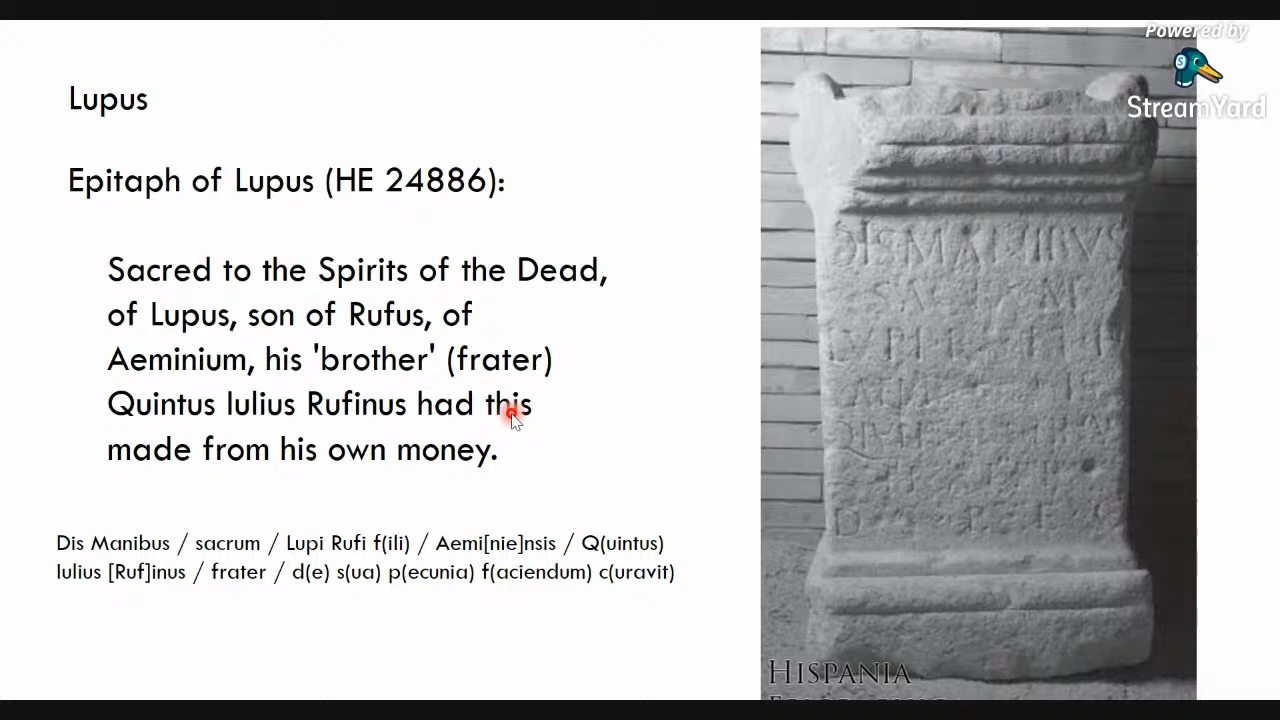 Powered by
StreamYard
Lupus
Epitaph of Lupus (HE 24886):
Sacred to the Spirits of the Dead,
of Lupus, son of Rufus, of
Aeminium, his 'brother' (frater)
Quintus Iulius Rufinus had this
made from his own money.
Dis Manibus / sacrum / Lupi Rufi f(ili) / Aemi[nie]nsis / Q(uintus)
Iulius [Ruf]inus / frater / d(e) s(ua) p(ecunia) f(aciendum) c(uravit)
DIS MANIBVS
HISPANIA